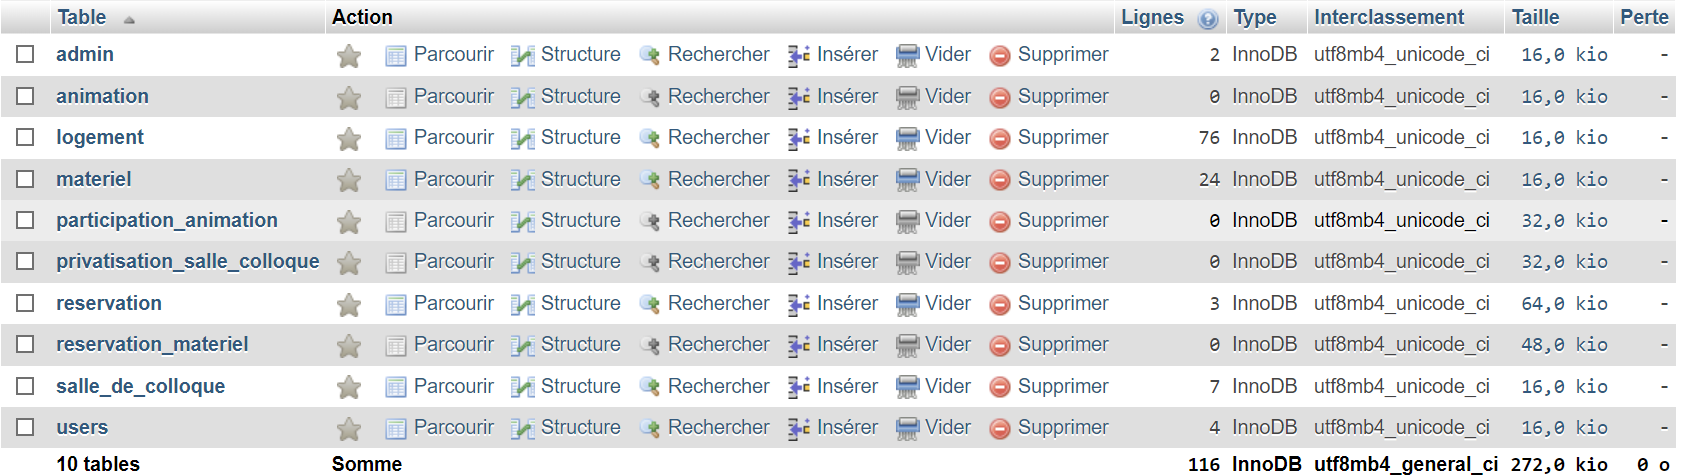 Table Action Lignes Type Interclassement Taille Perte
admin Parcourir Structure Rechercher Insérer Vider Supprimer 2 InnoDB utf8mb4_unicode_ci 16,0 kio -
animation Parcourir Structure Rechercher Insérer Vider Supprimer 0 InnoDB utf8mb4_unicode_ci 16,0 kio -
logement Parcourir Structure Rechercher Insérer Vider Supprimer 76 InnoDB utf8mb4_unicode_ci 16,0 kio -
materiel Parcourir Structure Rechercher Insérer Vider Supprimer 24 InnoDB utf8mb4_unicode_ci 16,0 kio -
participation_animation Parcourir Structure Rechercher Insérer Vider Supprimer 0 InnoDB utf8mb4_unicode_ci 32,0 kio -
privatisation_salle_colloque Parcourir Structure Rechercher Insérer Vider Supprimer 0 InnoDB utf8mb4_unicode_ci 32,0 kio -
reservation Parcourir Structure Rechercher Insérer Vider Supprimer 3 InnoDB utf8mb4_unicode_ci 64,0 kio -
reservation_materiel Parcourir Structure Rechercher Insérer Vider Supprimer 0 InnoDB utf8mb4_unicode_ci 48,0 kio -
salle_de_colloque Parcourir Structure Rechercher Insérer Vider Supprimer 7 InnoDB utf8mb4_unicode_ci 16,0 kio -
users Parcourir Structure Rechercher Insérer Vider Supprimer 4 InnoDB utf8mb4_unicode_ci 16,0 kio -
10 tables Somme 116 InnoDB utf8mb4_general_ci 272,0 kio 0 o